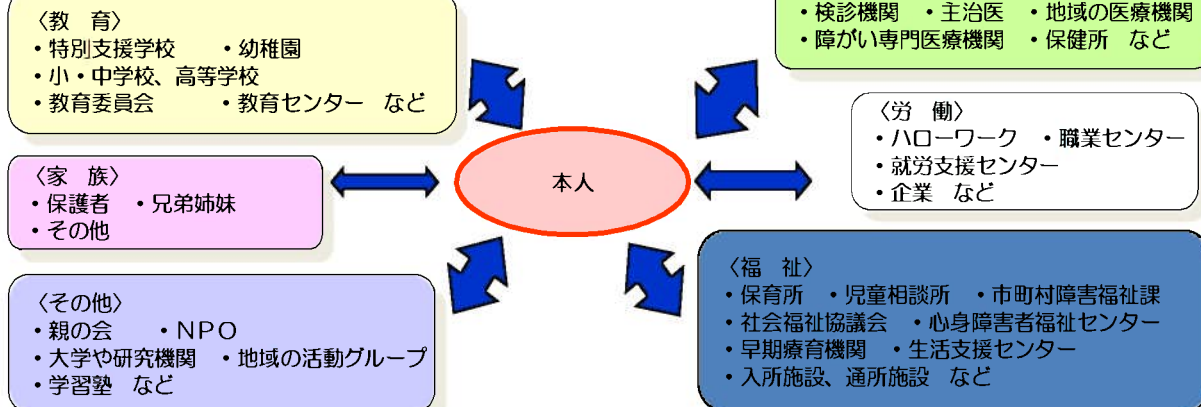 〈教　育〉
・特別支援学校　　・幼稚園
・小・中学校、高等学校
・教育委員会　　　・教育センター　など
・検診機関　・主治医　・地域の医療機関
・障がい専門医療機関　・保健所　など
〈労　働〉
・ハローワーク　・職業センター
・就労支援センター
・企業　など
〈家　族〉
・保護者　・兄弟姉妹
・その他
本人
〈その他〉
・親の会　　・ＮＰＯ
・大学や研究機関　・地域の活動グループ
・学習塾　など
〈福　祉〉
・保育所　・児童相談所　・市町村障害福祉課
・社会福祉協議会　・心身障害者福祉センター
・早期療育機関　・生活支援センター
・入所施設、通所施設　など